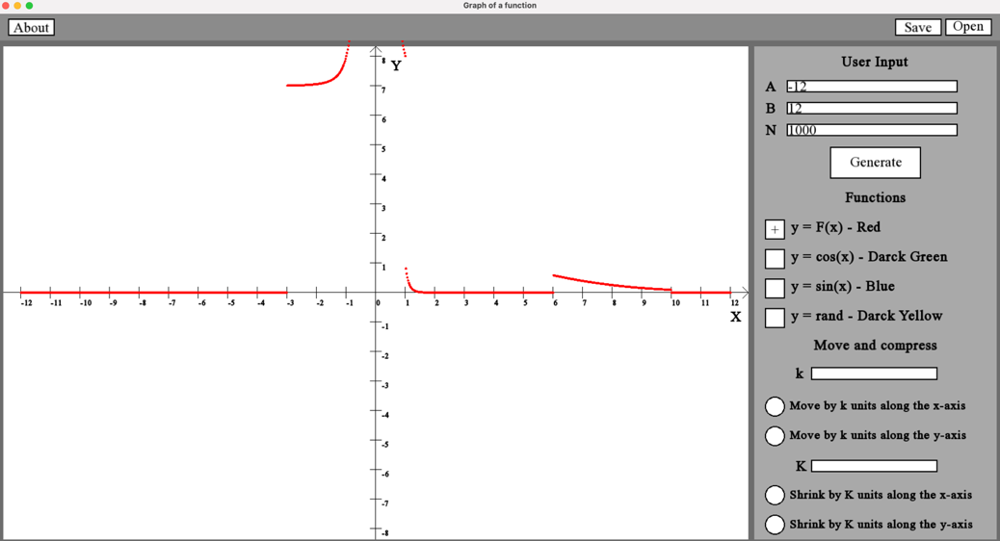 Graph of a function
About
Save
Open
Y
8
7
6
5
4
3
2
1
-12 -11 -10 -9 -8 -7 -6 -5 -4 -3 -2 -1 0 1 2 3 4 5 6 7 8 9 10 11 12
X
-1
-2
-3
-4
-5
-6
-7
-8
User Input
A -12
B 12
N 1000
Generate
Functions
+ y = F(x) - Red
y = cos(x) - Darck Green
y = sin(x) - Blue
y = rand - Darck Yellow
Move and compress
k
Move by k units along the x-axis
Move by k units along the y-axis
K
Shrink by K units along the x-axis
Shrink by K units along the y-axis